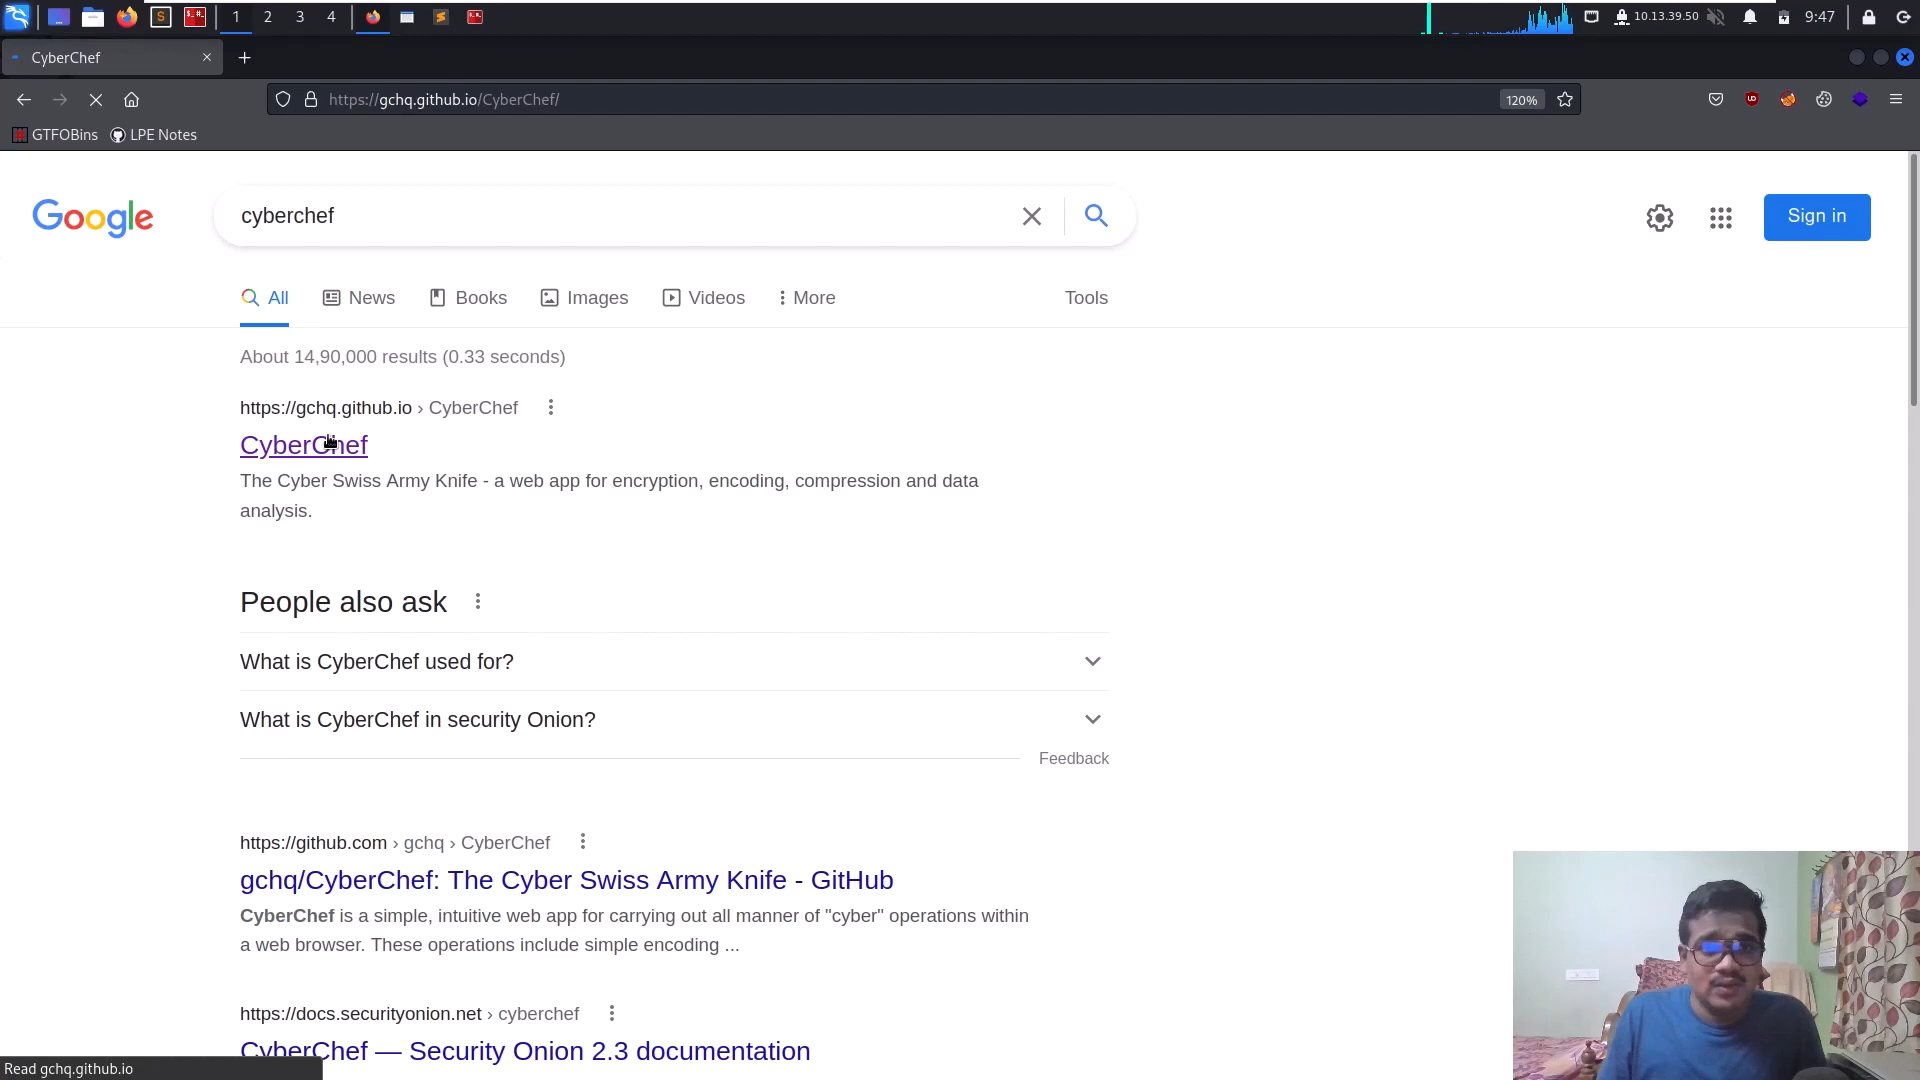 1 2 3 4 10.13.39.50 9:47
CyberChef
https://gchq.github.io/CyberChef/ 120%
GTFOBins LPE Notes
Google cyberchef Sign in
All News Books Images Videos More Tools
About 14,90,000 results (0.33 seconds)
https://gchq.github.io › CyberChef
CyberChef
The Cyber Swiss Army Knife - a web app for encryption, encoding, compression and data
analysis.
People also ask
What is CyberChef used for?
What is CyberChef in security Onion?
Feedback
https://github.com › gchq › CyberChef
gchq/CyberChef: The Cyber Swiss Army Knife - GitHub
CyberChef is a simple, intuitive web app for carrying out all manner of "cyber" operations within
a web browser. These operations include simple encoding ...
https://docs.securityonion.net › cyberchef
CyberChef — Security Onion 2.3 documentation
Read gchq.github.io